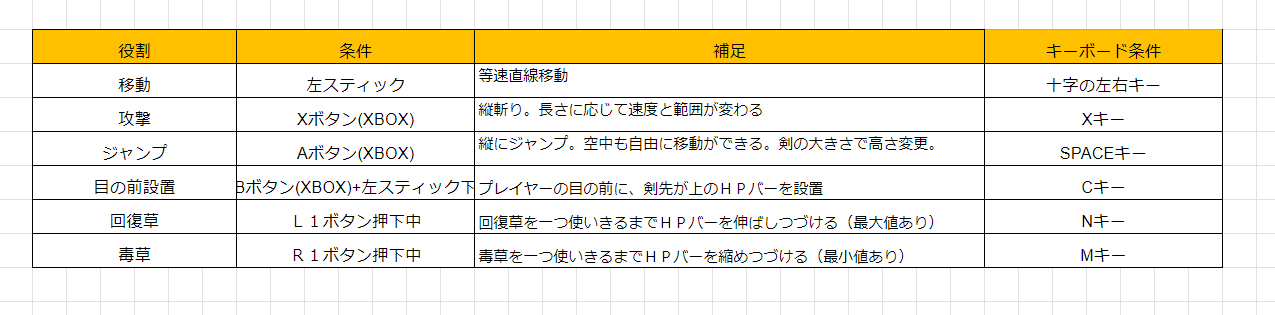 役割 条件 補足 キーボード条件
移動 左スティック 等速直線移動 十字の左右キー
攻撃 Xボタン(XBOX) 縦斬り。長さに応じて速度と範囲が変わる Xキー
ジャンプ Aボタン(XBOX) 縦にジャンプ。空中も自由に移動ができる。剣の大きさで高さ変更。 SPACEキー
目の前設置 Bボタン(XBOX)+左スティック下 プレイヤーの目の前に、剣先が上のＨＰバーを設置 Cキー
回復草 Ｌ１ボタン押下中 回復草を一つ使いきるまでＨＰバーを伸ばしつづける（最大値あり） Nキー
毒草 Ｒ１ボタン押下中 毒草を一つ使いきるまでＨＰバーを縮めつづける（最小値あり） Mキー